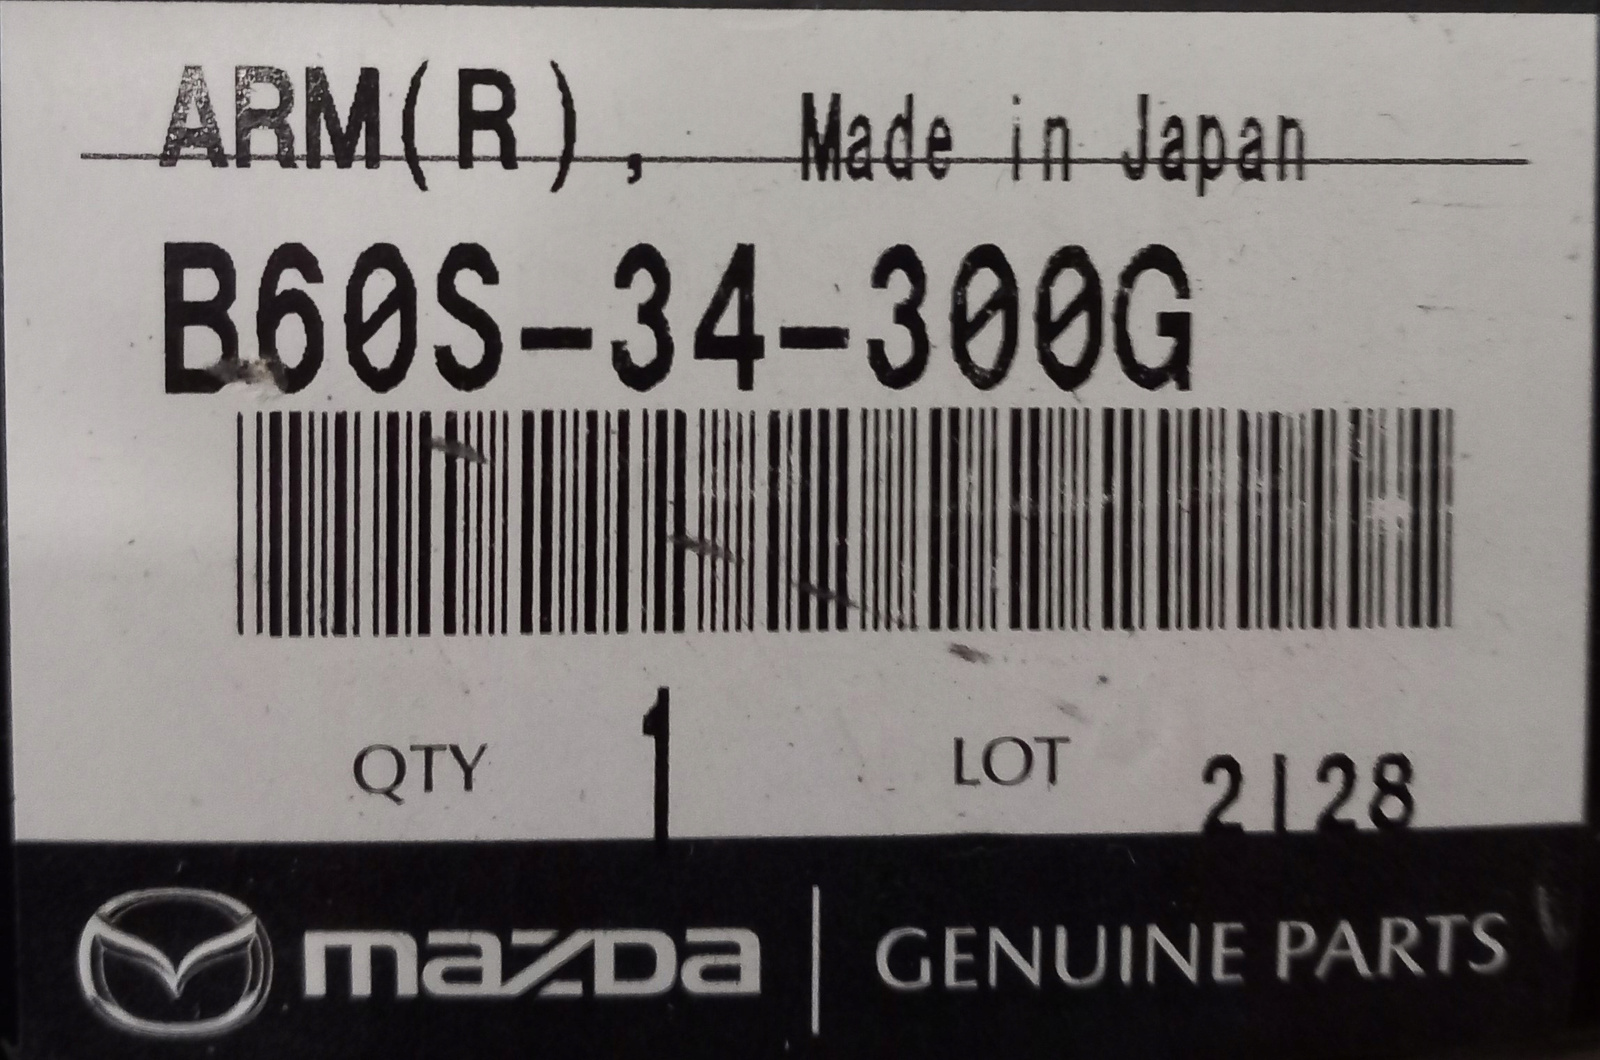 ARM(R), Made in Japan
B60S-34-300G
QTY 1 LOT 2128
mazda | GENUINE PARTS